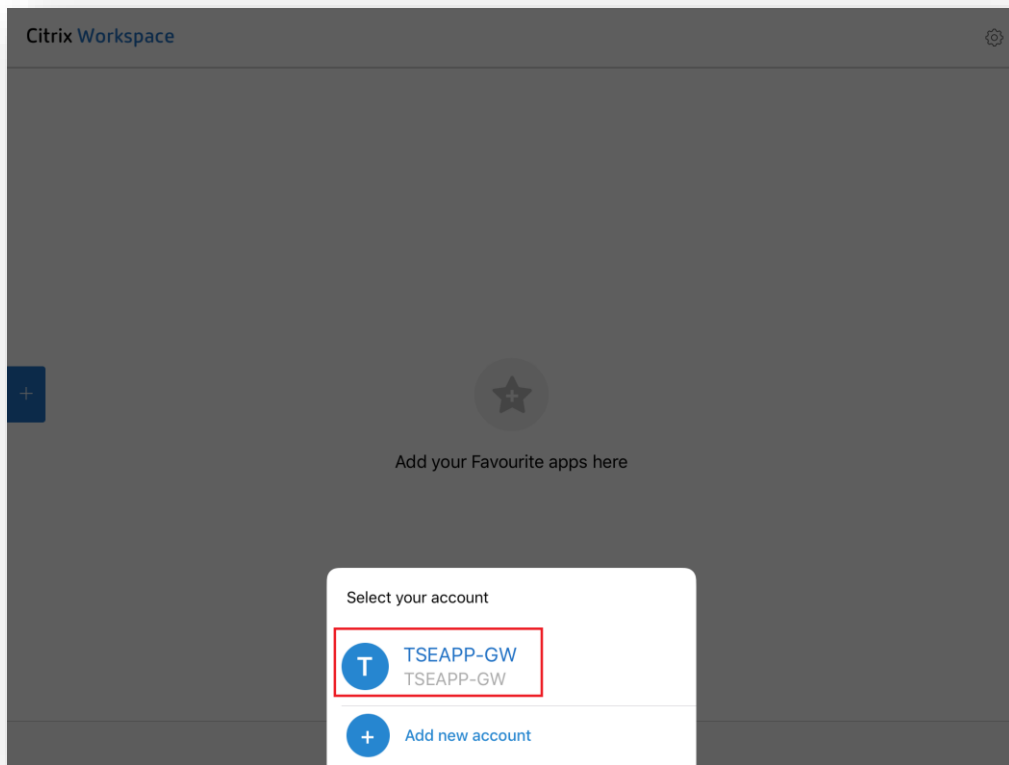 Citrix Workspace
+
Add your Favourite apps here
Select your account
T
TSEAPP-GW
TSEAPP-GW
+
Add new account